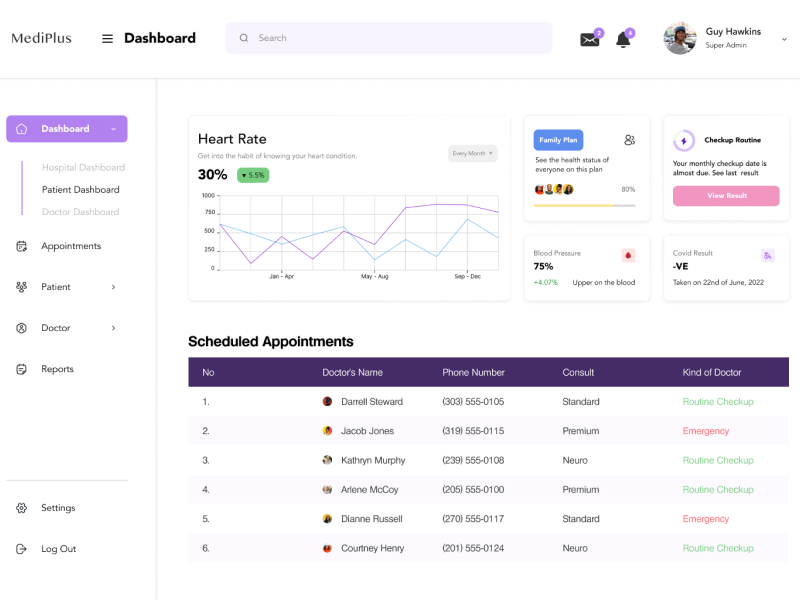 MediPlus
Dashboard
Search
2
4
Guy Hawkins
Super Admin
Dashboard
Hospital Dashboard
Patient Dashboard
Doctor Dashboard
Appointments
Patient
Doctor
Reports
Settings
Log Out
Heart Rate
Get into the habit of knowing your heart condition.
Every Month
30%
▼ 5.5%
1000
750
500
250
0
Jan - Apr
May - Aug
Sep - Dec
Family Plan
See the health status of
everyone on this plan
80%
Checkup Routine
Your monthly checkup date is
almost due. See last result
View Result
Blood Pressure
75%
+4.07% Upper on the blood
Covid Result
-VE
Taken on 22nd of June, 2022
Scheduled Appointments
No Doctor's Name Phone Number Consult Kind of Doctor
1. Darrell Steward (303) 555-0105 Standard Routine Checkup
2. Jacob Jones (319) 555-0115 Premium Emergency
3. Kathryn Murphy (239) 555-0108 Neuro Routine Checkup
4. Arlene McCoy (205) 555-0100 Premium Routine Checkup
5. Dianne Russell (270) 555-0117 Standard Emergency
6. Courtney Henry (201) 555-0124 Neuro Routine Checkup